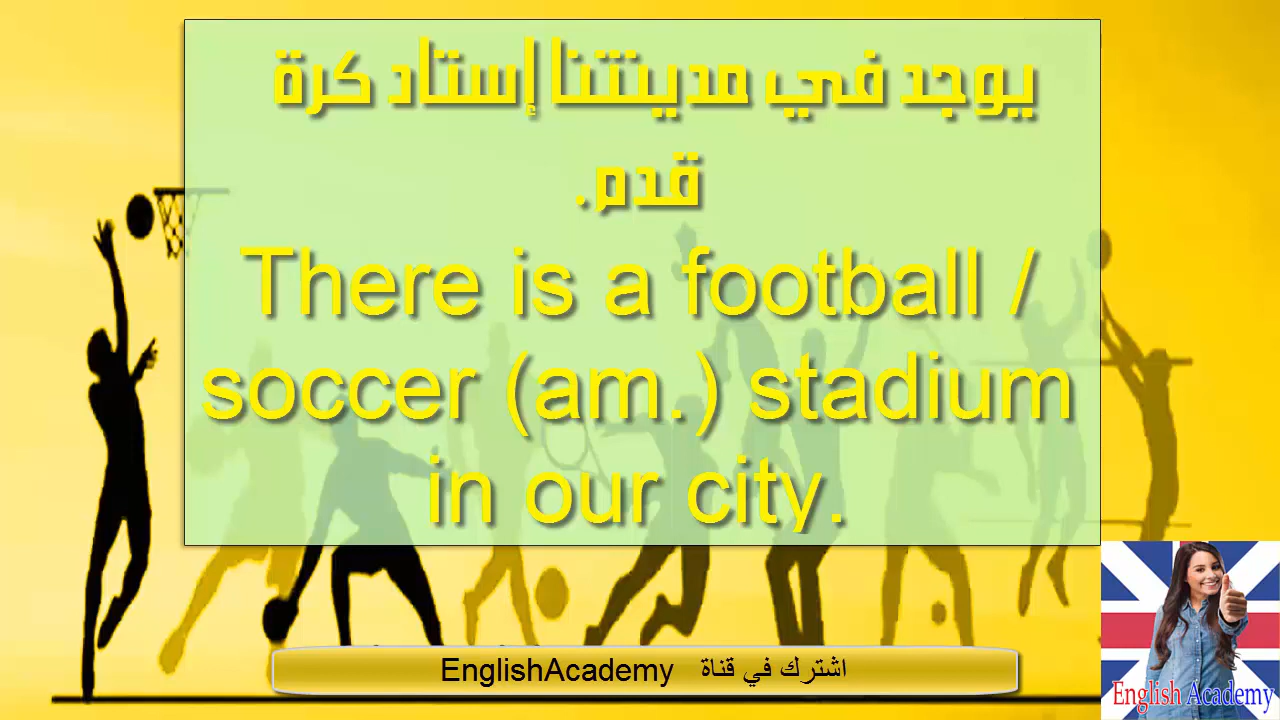 يوجد في مدينتنا إستاد كرة
قدم.
There is a football /
soccer (am.) stadium
in our city.
اشترك في قناة EnglishAcademy
English Academy